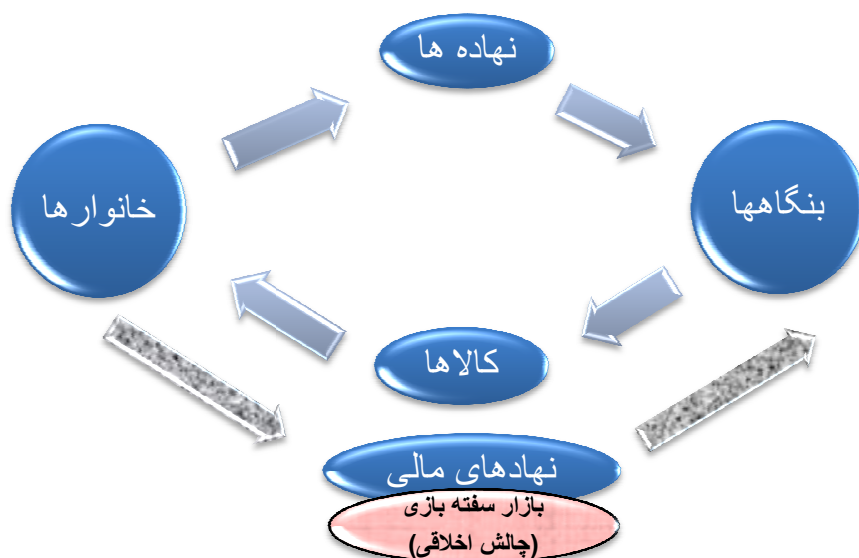 نهاده ها
خانوارها
بنگاهها
کالاها
نهادهای مالی
بازار سفته بازی
(چالش اخلاقی)